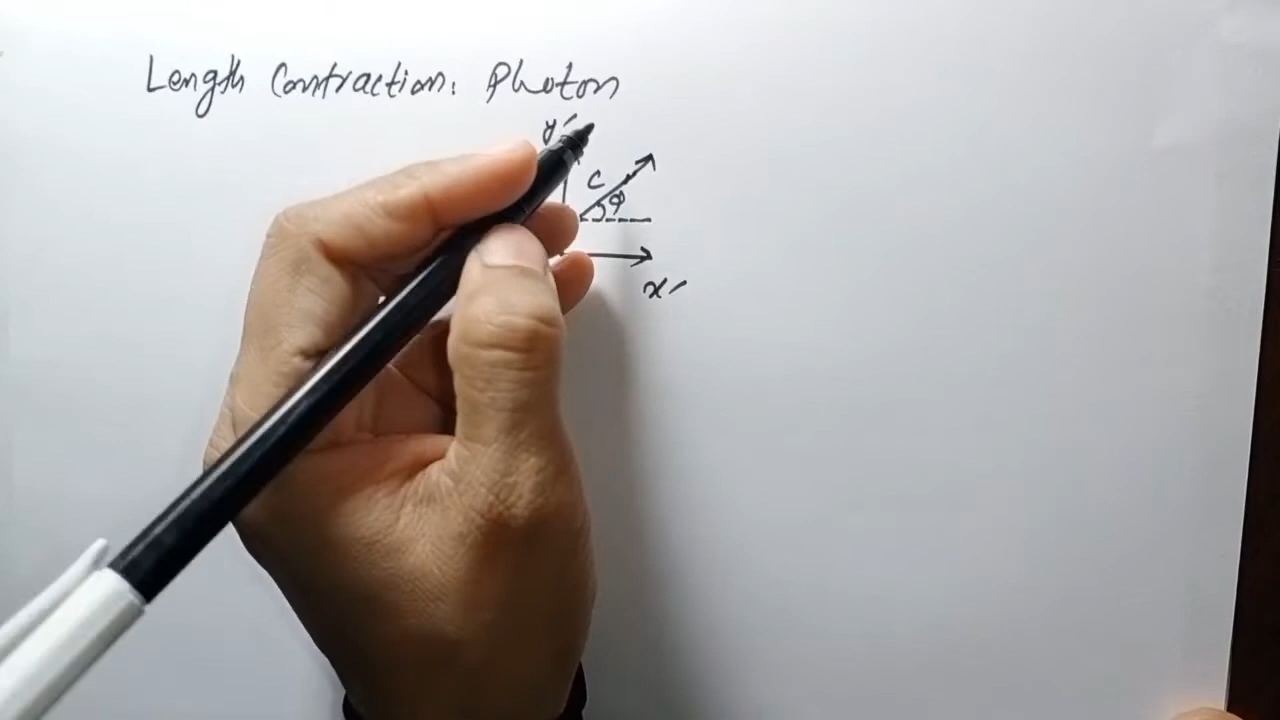 Length Contraction: Photon
y′
c
φ
x′